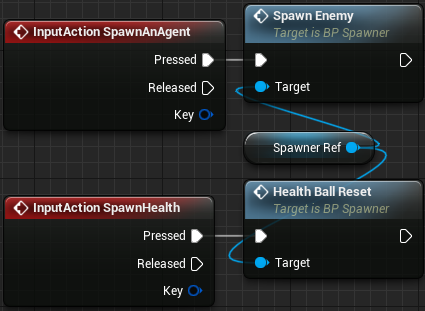 InputAction SpawnAnAgent
Pressed
Released
Key
Spawn Enemy
Target is BP Spawner
Target
Spawner Ref
InputAction SpawnHealth
Pressed
Released
Key
Health Ball Reset
Target is BP Spawner
Target